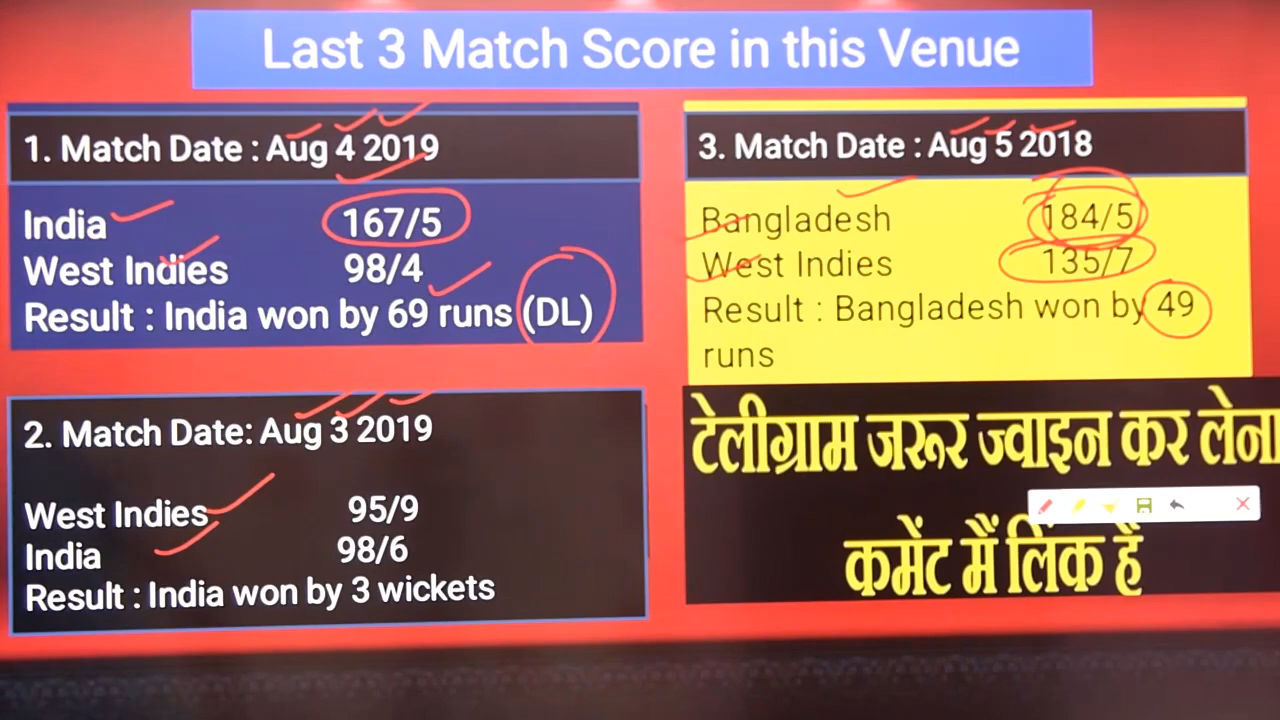 Last 3 Match Score in this Venue
1. Match Date : Aug 4 2019
India 167/5
West Indies 98/4
Result : India won by 69 runs (DL)
2. Match Date: Aug 3 2019
West Indies 95/9
India 98/6
Result : India won by 3 wickets
3. Match Date : Aug 5 2018
Bangladesh 184/5
West Indies 135/7
Result : Bangladesh won by 49
runs
टेलीग्राम जरूर ज्वाइन कर लेना
कमेंट मैं लिंक हैं